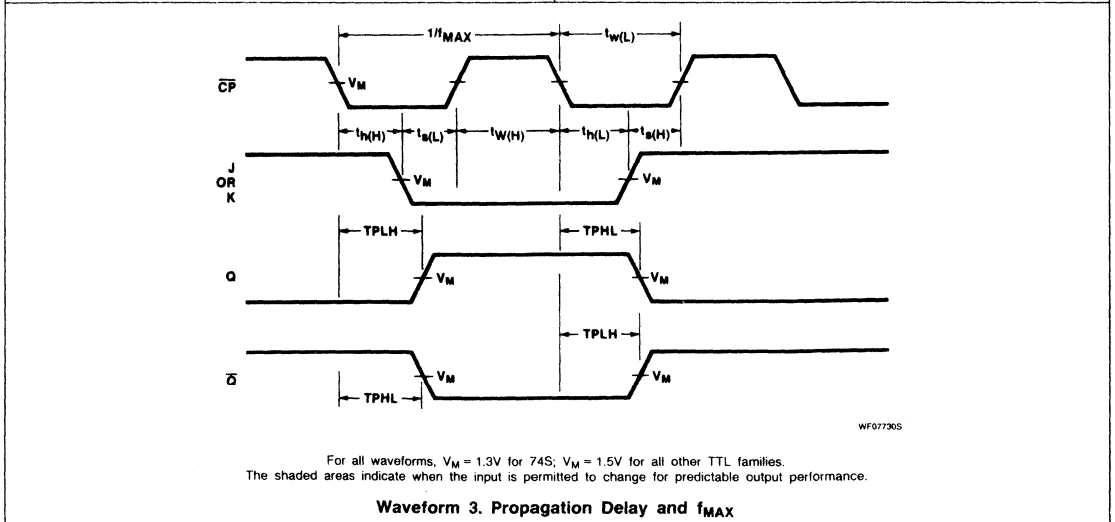 1/fMAX
tw(L)
CP
VM
th(H)
ts(L)
tW(H)
th(L)
ts(H)
J
OR
K
VM
VM
TPLH
TPHL
Q
VM
VM
TPLH
Q
VM
VM
TPHL
WF07730S
For all waveforms, VM = 1.3V for 74S; VM = 1.5V for all other TTL families.
The shaded areas indicate when the input is permitted to change for predictable output performance.
Waveform 3. Propagation Delay and fMAX